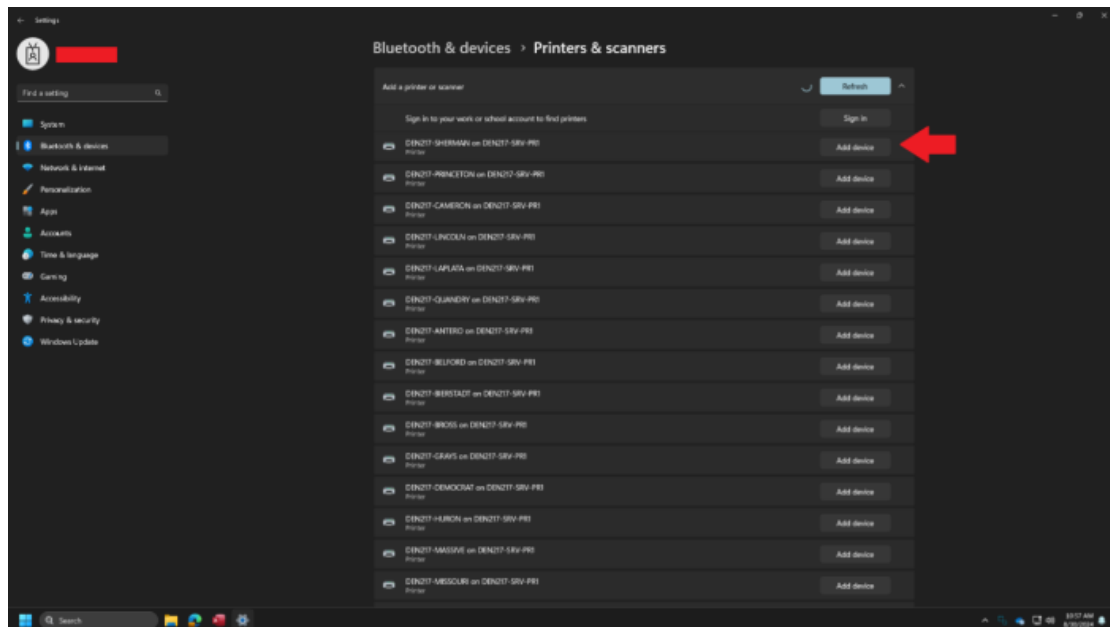 Settings
Bluetooth & devices > Printers & scanners
Find a setting
System
Bluetooth & devices
Network & internet
Personalization
Apps
Accounts
Time & language
Gaming
Accessibility
Privacy & security
Windows Update
Add a printer or scanner Refresh
Sign in to your work or school account to find printers Sign in
DEN217-SHERMAN on DEN217-SRV-PR1
Printer
Add device
DEN217-PRINCETON on DEN217-SRV-PR1
Printer
Add device
DEN217-CAMERON on DEN217-SRV-PR1
Printer
Add device
DEN217-LINCOLN on DEN217-SRV-PR1
Printer
Add device
DEN217-LAPLATA on DEN217-SRV-PR1
Printer
Add device
DEN217-QUANDRY on DEN217-SRV-PR1
Printer
Add device
DEN217-ANTERO on DEN217-SRV-PR1
Printer
Add device
DEN217-BELFORD on DEN217-SRV-PR1
Printer
Add device
DEN217-BIERSTADT on DEN217-SRV-PR1
Printer
Add device
DEN217-BROSS on DEN217-SRV-PR1
Printer
Add device
DEN217-GRAYS on DEN217-SRV-PR1
Printer
Add device
DEN217-DEMOCRAT on DEN217-SRV-PR1
Printer
Add device
DEN217-HURON on DEN217-SRV-PR1
Printer
Add device
DEN217-MASSIVE on DEN217-SRV-PR1
Printer
Add device
DEN217-MISSOURI on DEN217-SRV-PR1
Printer
Add device
Search
10:57 AM
8/30/2024